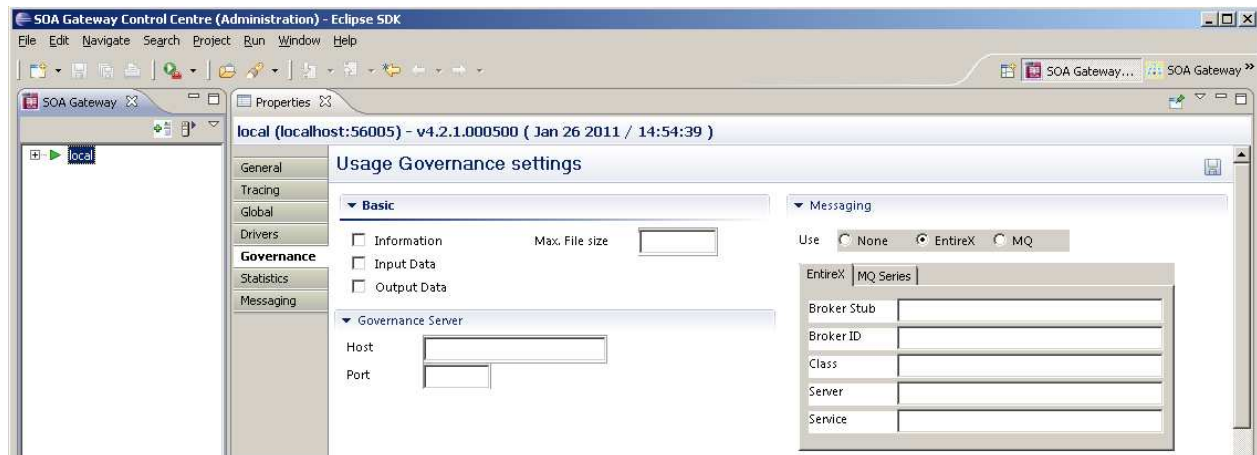 SOA Gateway Control Centre (Administration) - Eclipse SDK
File Edit Navigate Search Project Run Window Help
SOA Gateway... SOA Gateway
SOA Gateway
Properties
local (localhost:56005) - v4.2.1.000500 ( Jan 26 2011 / 14:54:39 )
local
General
Tracing
Global
Drivers
Governance
Statistics
Messaging
Usage Governance settings
Basic
Information Max. File size
Input Data
Output Data
Governance Server
Host
Port
Messaging
Use None EntireX MQ
EntireX MQ Series
Broker Stub
Broker ID
Class
Server
Service